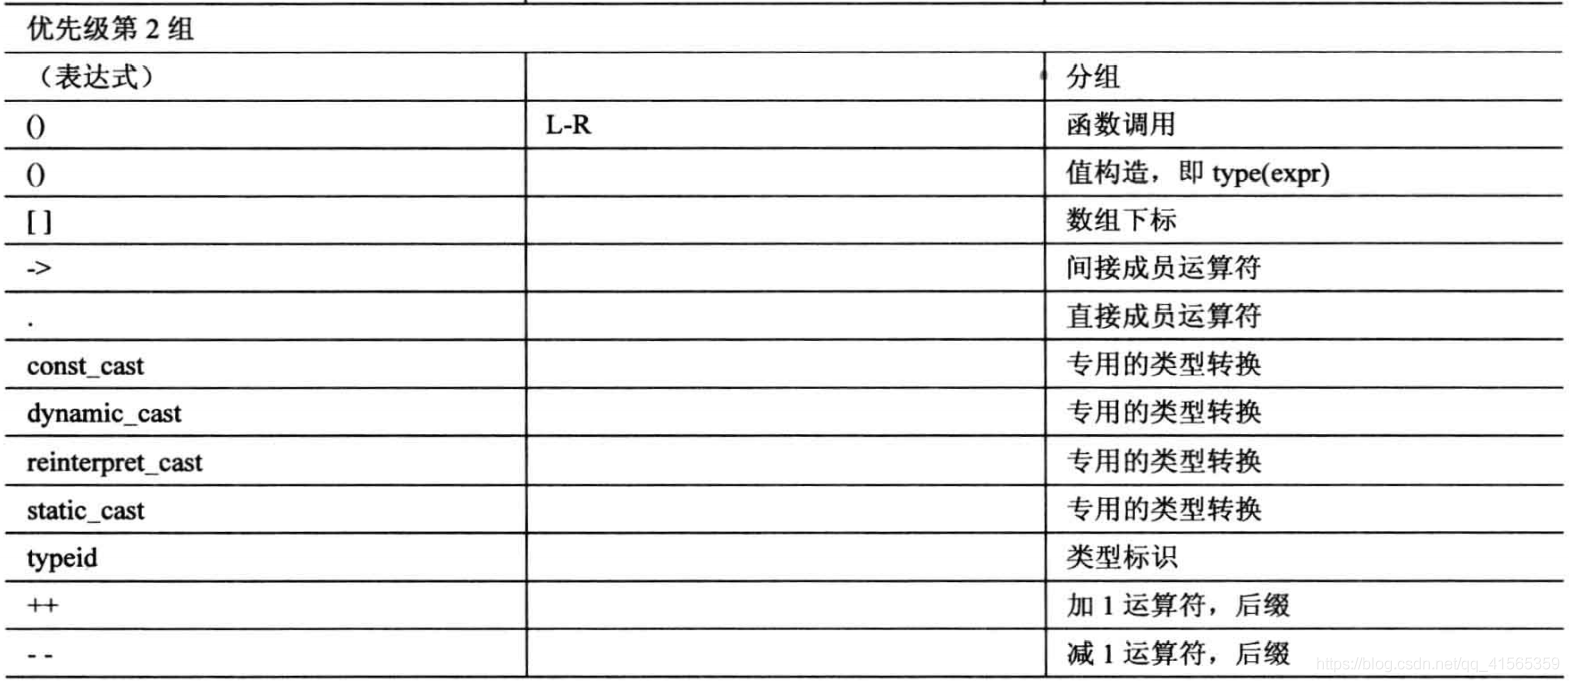 优先级第 2 组
（表达式） 分组
() L-R 函数调用
() 值构造，即 type(expr)
[ ] 数组下标
-> 间接成员运算符
. 直接成员运算符
const_cast 专用的类型转换
dynamic_cast 专用的类型转换
reinterpret_cast 专用的类型转换
static_cast 专用的类型转换
typeid 类型标识
++ 加 1 运算符，后缀
- - 减 1 运算符，后缀
https://blog.csdn.net/qq_41565359